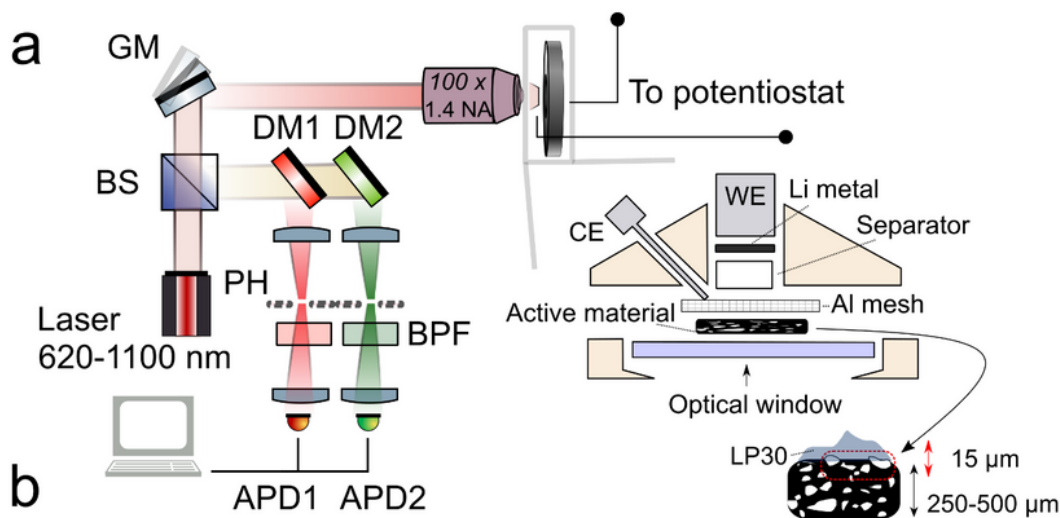 a
GM
100 x
1.4 NA
To potentiostat
DM1 DM2
BS
WE
Li metal
CE
Separator
PH
Al mesh
Active material
BPF
Laser
620-1100 nm
Optical window
LP30
15 µm
250-500 µm
b
APD1 APD2